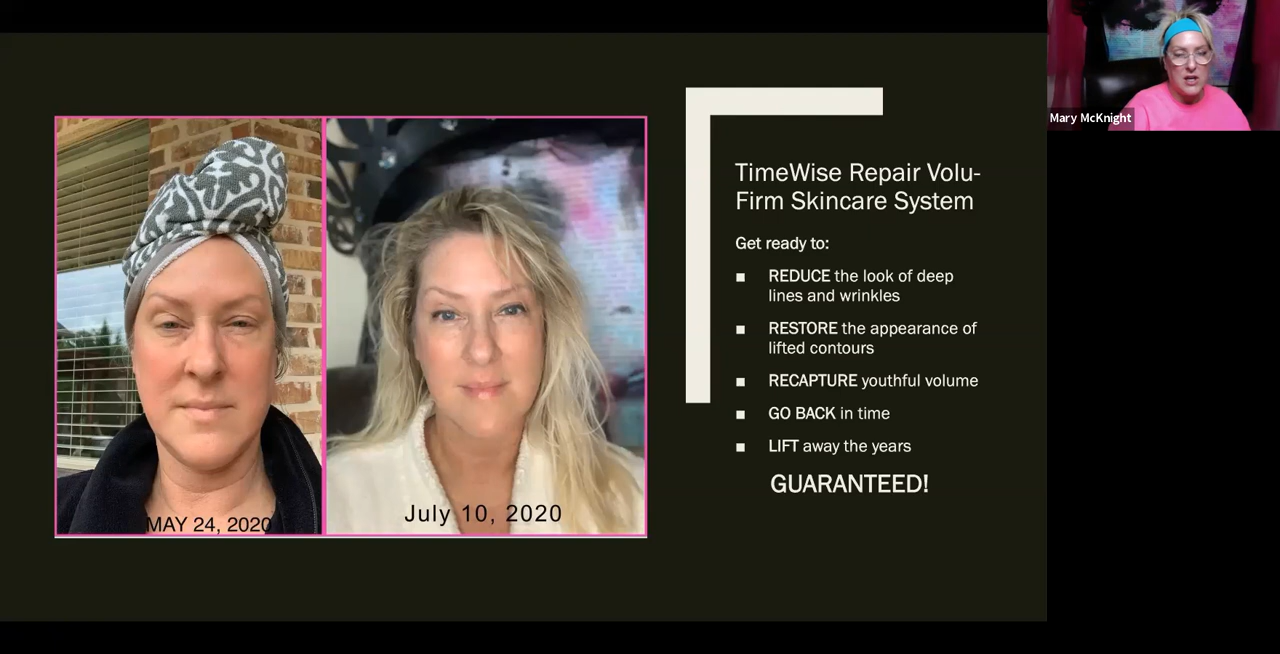 MAY 24, 2020
July 10, 2020
TimeWise Repair Volu-
Firm Skincare System
Get ready to:
■ REDUCE the look of deep
lines and wrinkles
■ RESTORE the appearance of
lifted contours
■ RECAPTURE youthful volume
■ GO BACK in time
■ LIFT away the years
GUARANTEED!
Mary McKnight